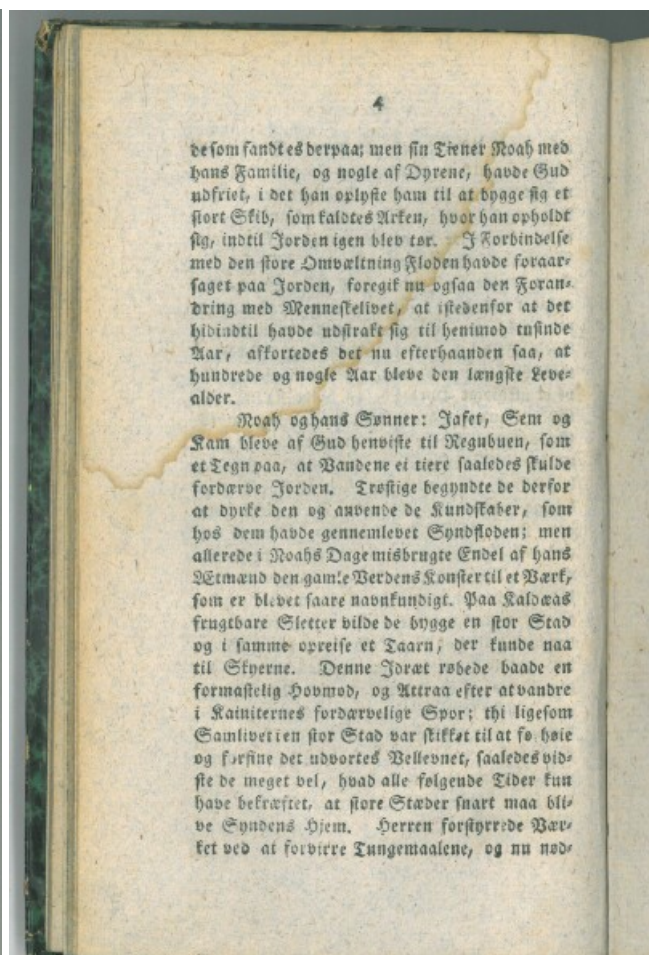 4
de som fandtes derpaa; men sin Tiener Noah med
hans Familie, og nogle af Dyrene, havde Gud
udfriet, i det han oplyste ham til at bygge sig et
stort Skib, som kaldtes Arken, hvor han opholdt
sig, indtil Jorden igen blev tør. I Forbindelse
med den store Omvæltning Floden havde foraar-
saget paa Jorden, foregik nu ogsaa den Foran-
dring med Menneskelivet, at istedenfor at det
hidindtil havde udstrakt sig til henimod tusinde
Aar, afkortedes det nu efterhaanden saa, at
hundrede og nogle Aar bleve den længste Leve-
alder.
Noah og hans Sønner: Jafet, Sem og
Kam bleve af Gud henviste til Regnbuen, som
et Tegn paa, at Vandene ei tiere saaledes skulde
fordærve Jorden. Trøstige begyndte de derfor
at dyrke den og anvende de Kundskaber, som
hos dem havde gennemlevet Syndfloden; men
allerede i Noahs Dage misbrugte Endel af hans
Ætmænd den gamle Verdens Konster til et Værk,
som er blevet saare navnkundigt. Paa Kaldæas
frugtbare Sletter vilde de bygge en stor Stad
og i samme opreise et Taarn, der kunde naa
til Skyerne. Denne Idræt røbede baade en
formastelig Hovmod, og Attraa efter at vandre
i Kainiternes fordærvelige Spor; thi ligesom
Samlivet i en stor Stad var skikket til at forhøie
og forfine det udvortes Vellevnet, saaledes vid-
ste de meget vel, hvad alle følgende Tider kun
have bekræftet, at store Stæder snart maa bli-
ve Syndens Hjem. Herren forstyrrede Vær-
ket ved at forvirre Tungemaalene, og nu nød-